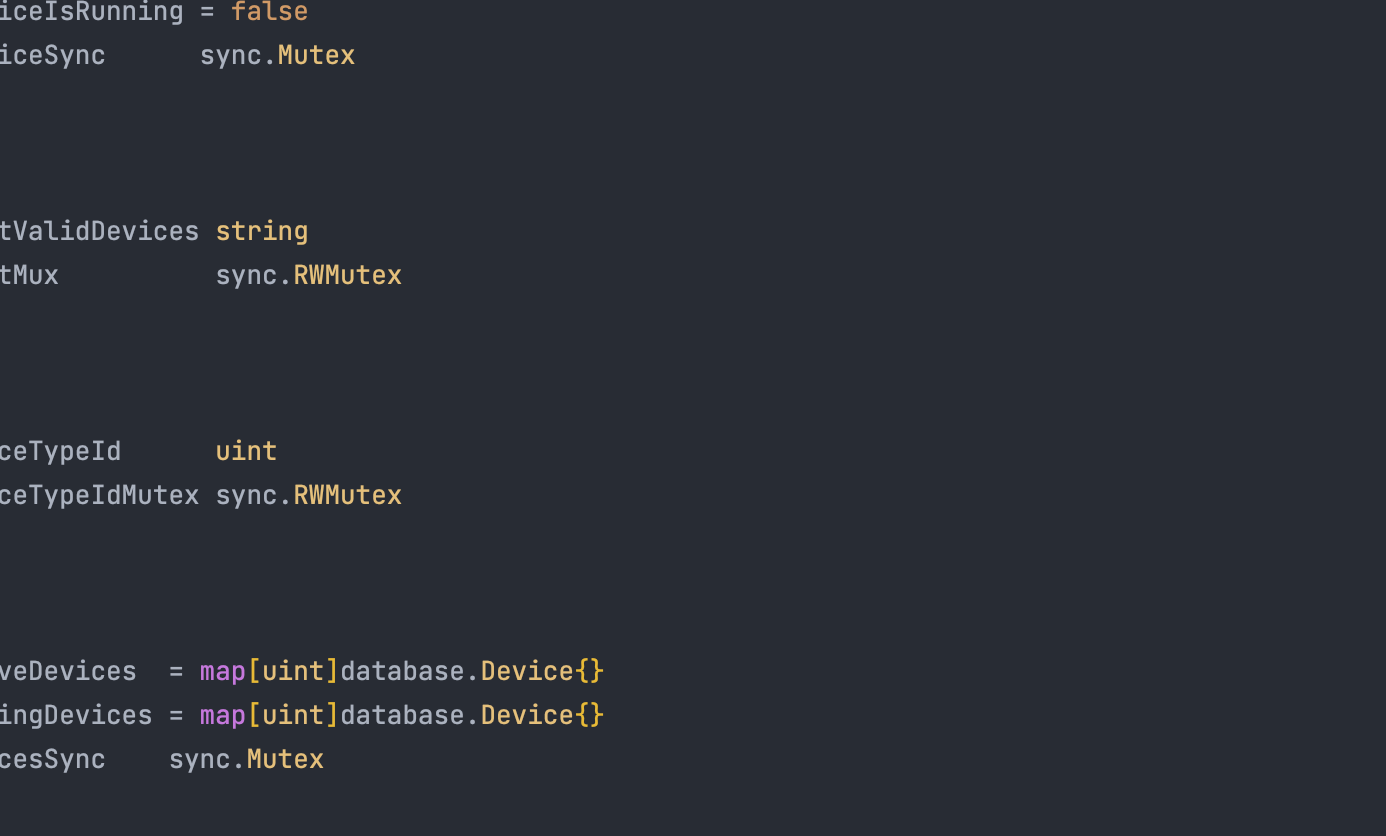 iceIsRunning = false
iceSync      sync.Mutex
tValidDevices string
tMux          sync.RWMutex
ceTypeId      uint
ceTypeIdMutex sync.RWMutex
veDevices  = map[uint]database.Device{}
ingDevices = map[uint]database.Device{}
cesSync    sync.Mutex